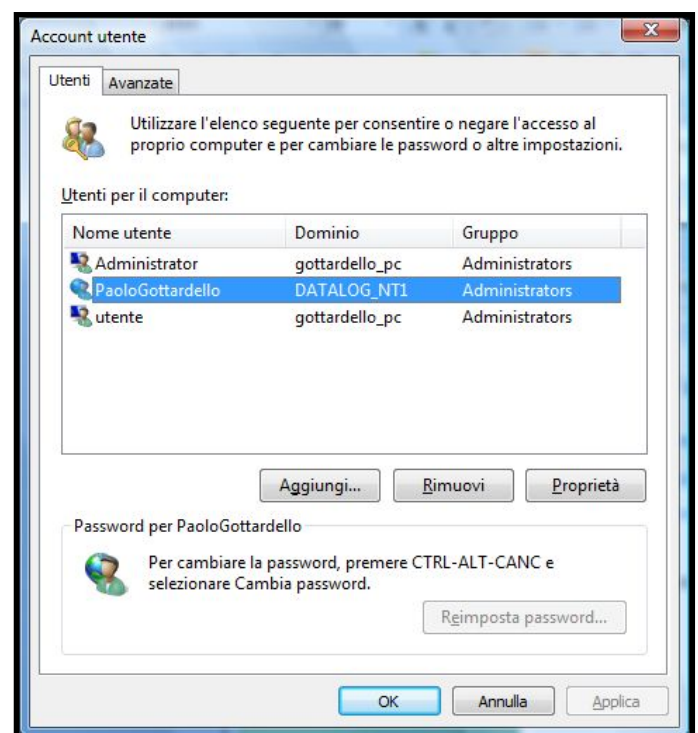 Account utente
Utenti Avanzate
Utilizzare l'elenco seguente per consentire o negare l'accesso al
proprio computer e per cambiare le password o altre impostazioni.
Utenti per il computer:
Nome utente Dominio Gruppo
Administrator gottardello_pc Administrators
PaoloGottardello DATALOG_NT1 Administrators
utente gottardello_pc Administrators
Aggiungi... Rimuovi Proprietà
Password per PaoloGottardello
Per cambiare la password, premere CTRL-ALT-CANC e
selezionare Cambia password.
Reimposta password...
OK Annulla Applica